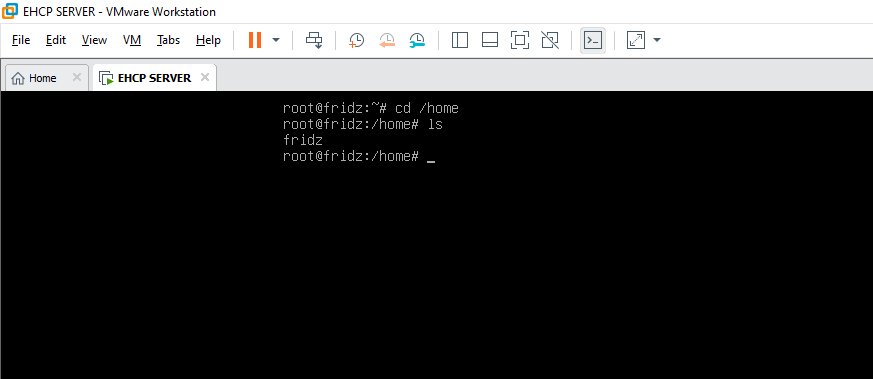 EHCP SERVER - VMware Workstation
File Edit View VM Tabs Help
Home EHCP SERVER
root@fridz:~# cd /home
root@fridz:/home# ls
fridz
root@fridz:/home# _